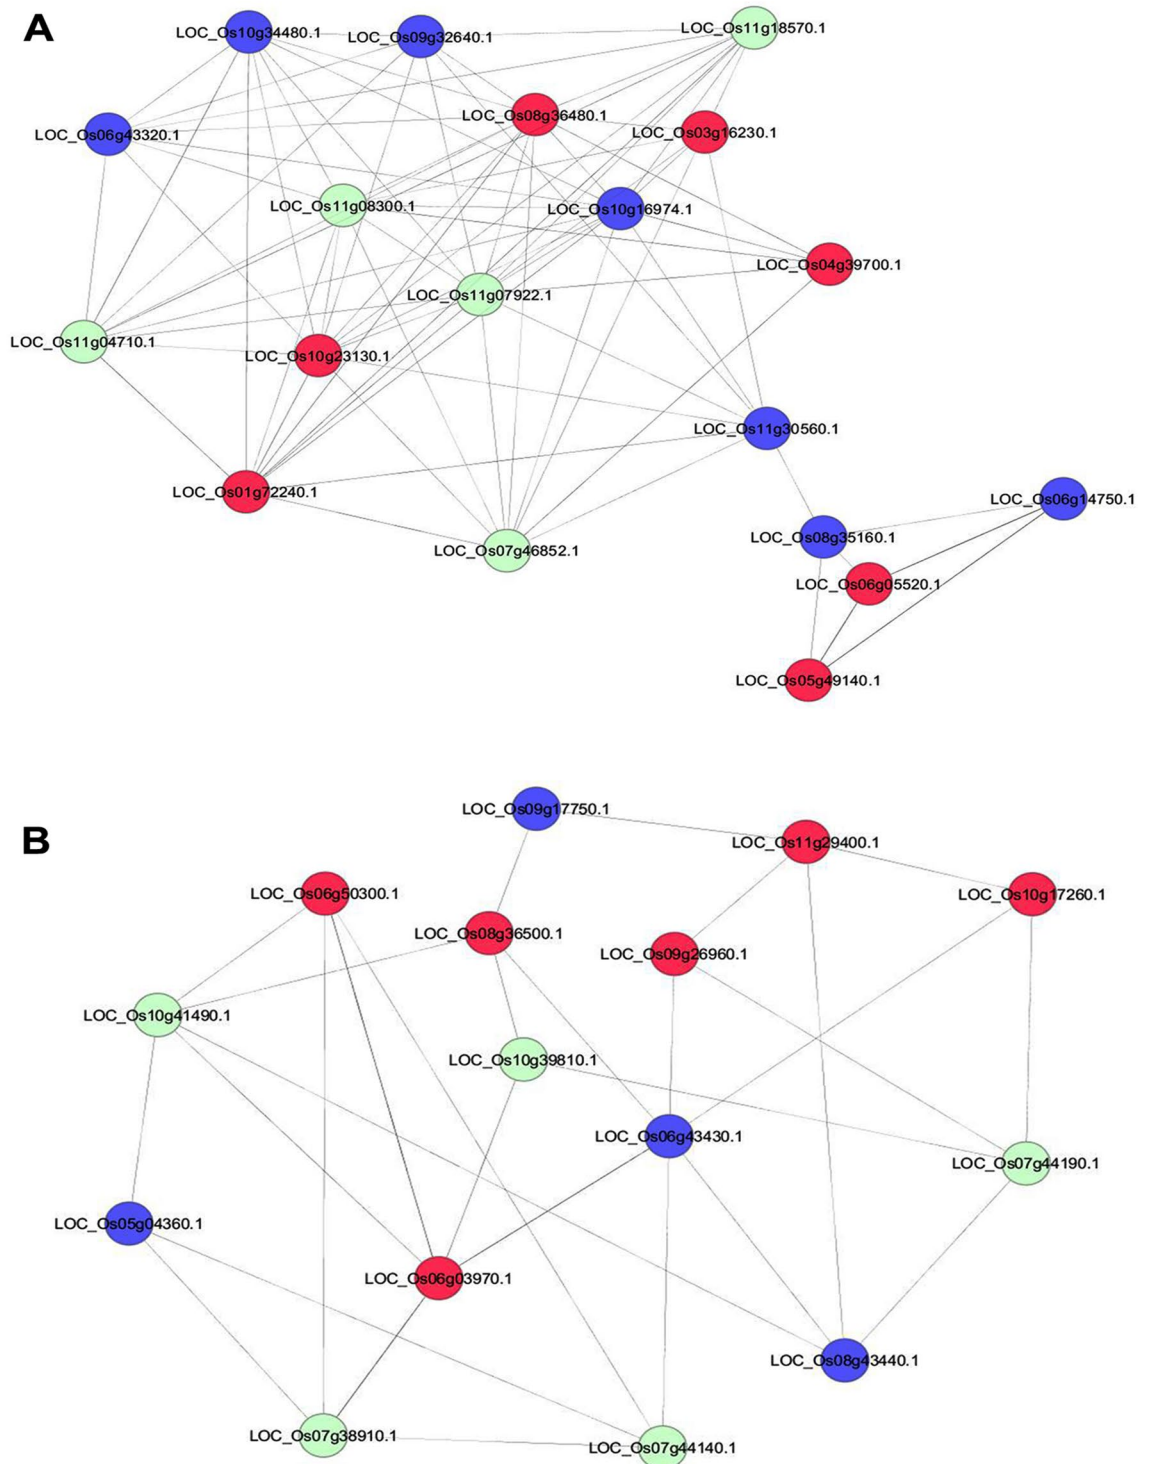 A
LOC_Os10g34480.1
LOC_Os09g32640.1
LOC_Os11g18570.1
LOC_Os06g43320.1
LOC_Os08g36480.1
LOC_Os03g16230.1
LOC_Os11g08300.1
LOC_Os10g16974.1
LOC_Os04g39700.1
LOC_Os11g07922.1
LOC_Os11g04710.1
LOC_Os10g23130.1
LOC_Os11g30560.1
LOC_Os01g72240.1
LOC_Os06g14750.1
LOC_Os08g35160.1
LOC_Os07g46852.1
LOC_Os06g05520.1
LOC_Os05g49140.1
B
LOC_Os09g17750.1
LOC_Os11g29400.1
LOC_Os06g50300.1
LOC_Os10g17260.1
LOC_Os08g36500.1
LOC_Os09g26960.1
LOC_Os10g41490.1
LOC_Os10g39810.1
LOC_Os06g43430.1
LOC_Os07g44190.1
LOC_Os05g04360.1
LOC_Os06g03970.1
LOC_Os08g43440.1
LOC_Os07g38910.1
LOC_Os07g44140.1